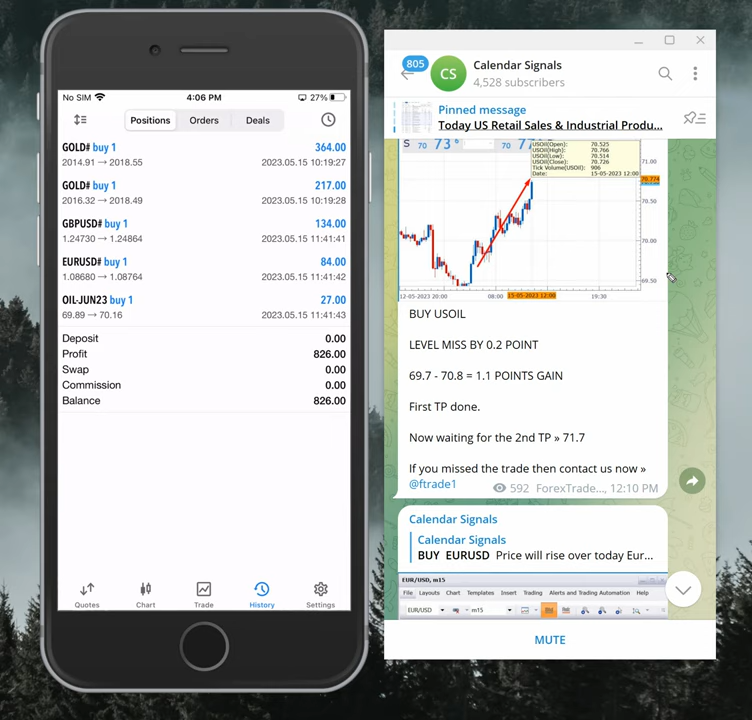 No SIM
4:06 PM
27%
Positions
Orders
Deals
GOLD# buy 1
364.00
2014.91 → 2018.55
2023.05.15 10:19:27
GOLD# buy 1
217.00
2016.32 → 2018.49
2023.05.15 10:19:28
GBPUSD# buy 1
134.00
1.24730 → 1.24864
2023.05.15 11:41:41
EURUSD# buy 1
84.00
1.08680 → 1.08764
2023.05.15 11:41:42
OIL-JUN23 buy 1
27.00
69.89 → 70.16
2023.05.15 11:41:43
Deposit
0.00
Profit
826.00
Swap
0.00
Commission
0.00
Balance
826.00
Quotes
Chart
Trade
History
Settings
805
CS
Calendar Signals
4,528 subscribers
Pinned message
Today US Retail Sales & Industrial Produ...
S 70 73° 70
USOil(Open): 70.525
USOil(High): 70.766
USOil(Low): 70.514
USOil(Close): 70.726
Tick Volume(USOil): 906
Date: 15-05-2023 12:00
71.00
70.774
70.50
70.00
69.50
12-05-2023 20:00
08:00
15-05-2023 12:00
19:30
BUY USOIL
LEVEL MISS BY 0.2 POINT
69.7 - 70.8 = 1.1 POINTS GAIN
First TP done.
Now waiting for the 2nd TP » 71.7
If you missed the trade then contact us now »
@ftrade1
592 ForexTrade..., 12:10 PM
Calendar Signals
Calendar Signals
BUY EURUSD Price will rise over today Eur...
EUR/USD, m15
File Layouts Chart Templates Insert Trading Alerts and Trading Automation Help
EUR/USD
m15
MUTE